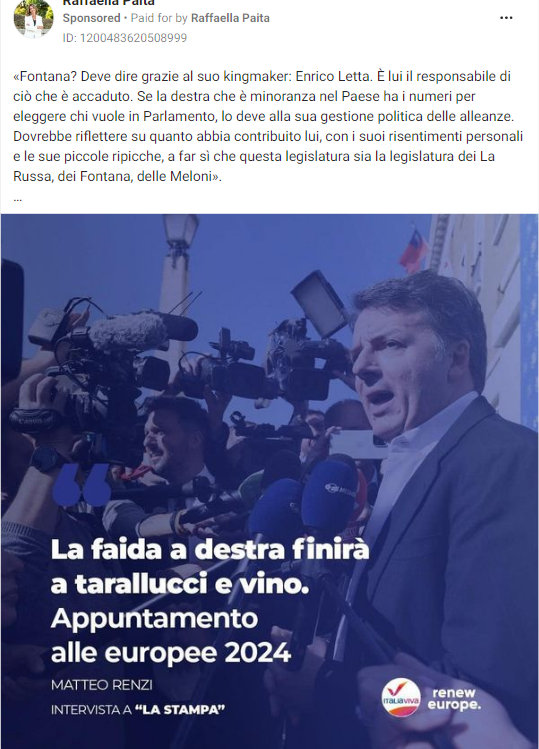 Raffaella Paita
Sponsored • Paid for by Raffaella Paita
ID: 1200483620508999
«Fontana? Deve dire grazie al suo kingmaker: Enrico Letta. È lui il responsabile di
ciò che è accaduto. Se la destra che è minoranza nel Paese ha i numeri per
eleggere chi vuole in Parlamento, lo deve alla sua gestione politica delle alleanze.
Dovrebbe riflettere su quanto abbia contribuito lui, con i suoi risentimenti personali
e le sue piccole ripicche, a far sì che questa legislatura sia la legislatura dei La
Russa, dei Fontana, delle Meloni».
...
“
La faida a destra finirà
a tarallucci e vino.
Appuntamento
alle europee 2024
MATTEO RENZI
INTERVISTA A “LA STAMPA”
ITALIAVIVA
renew
europe.